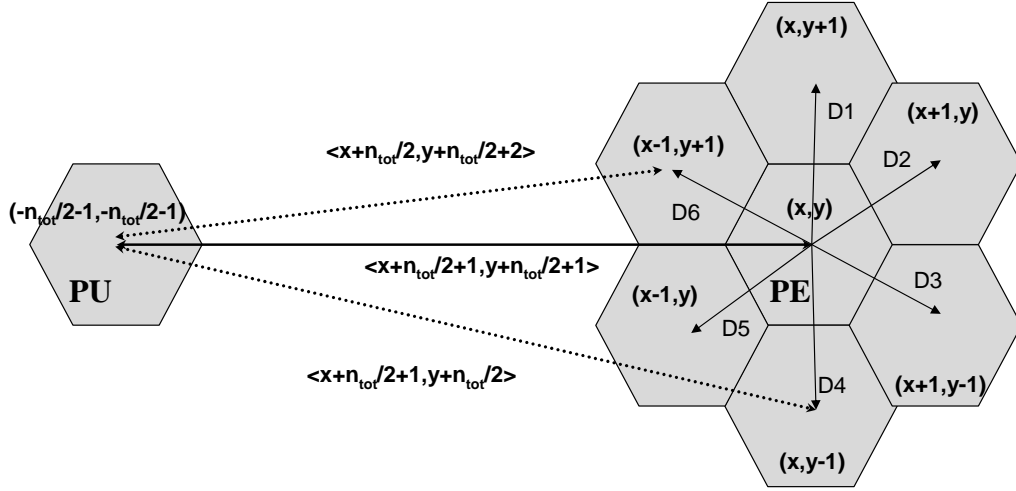 (x,y+1)
D1
(x+1,y)
<x+n_tot/2,y+n_tot/2+2>
(x-1,y+1)
D2
(-n_tot/2-1,-n_tot/2-1)
D6
(x,y)
<x+n_tot/2+1,y+n_tot/2+1>
PU
(x-1,y)
PE
D3
D5
<x+n_tot/2+1,y+n_tot/2>
D4
(x+1,y-1)
(x,y-1)